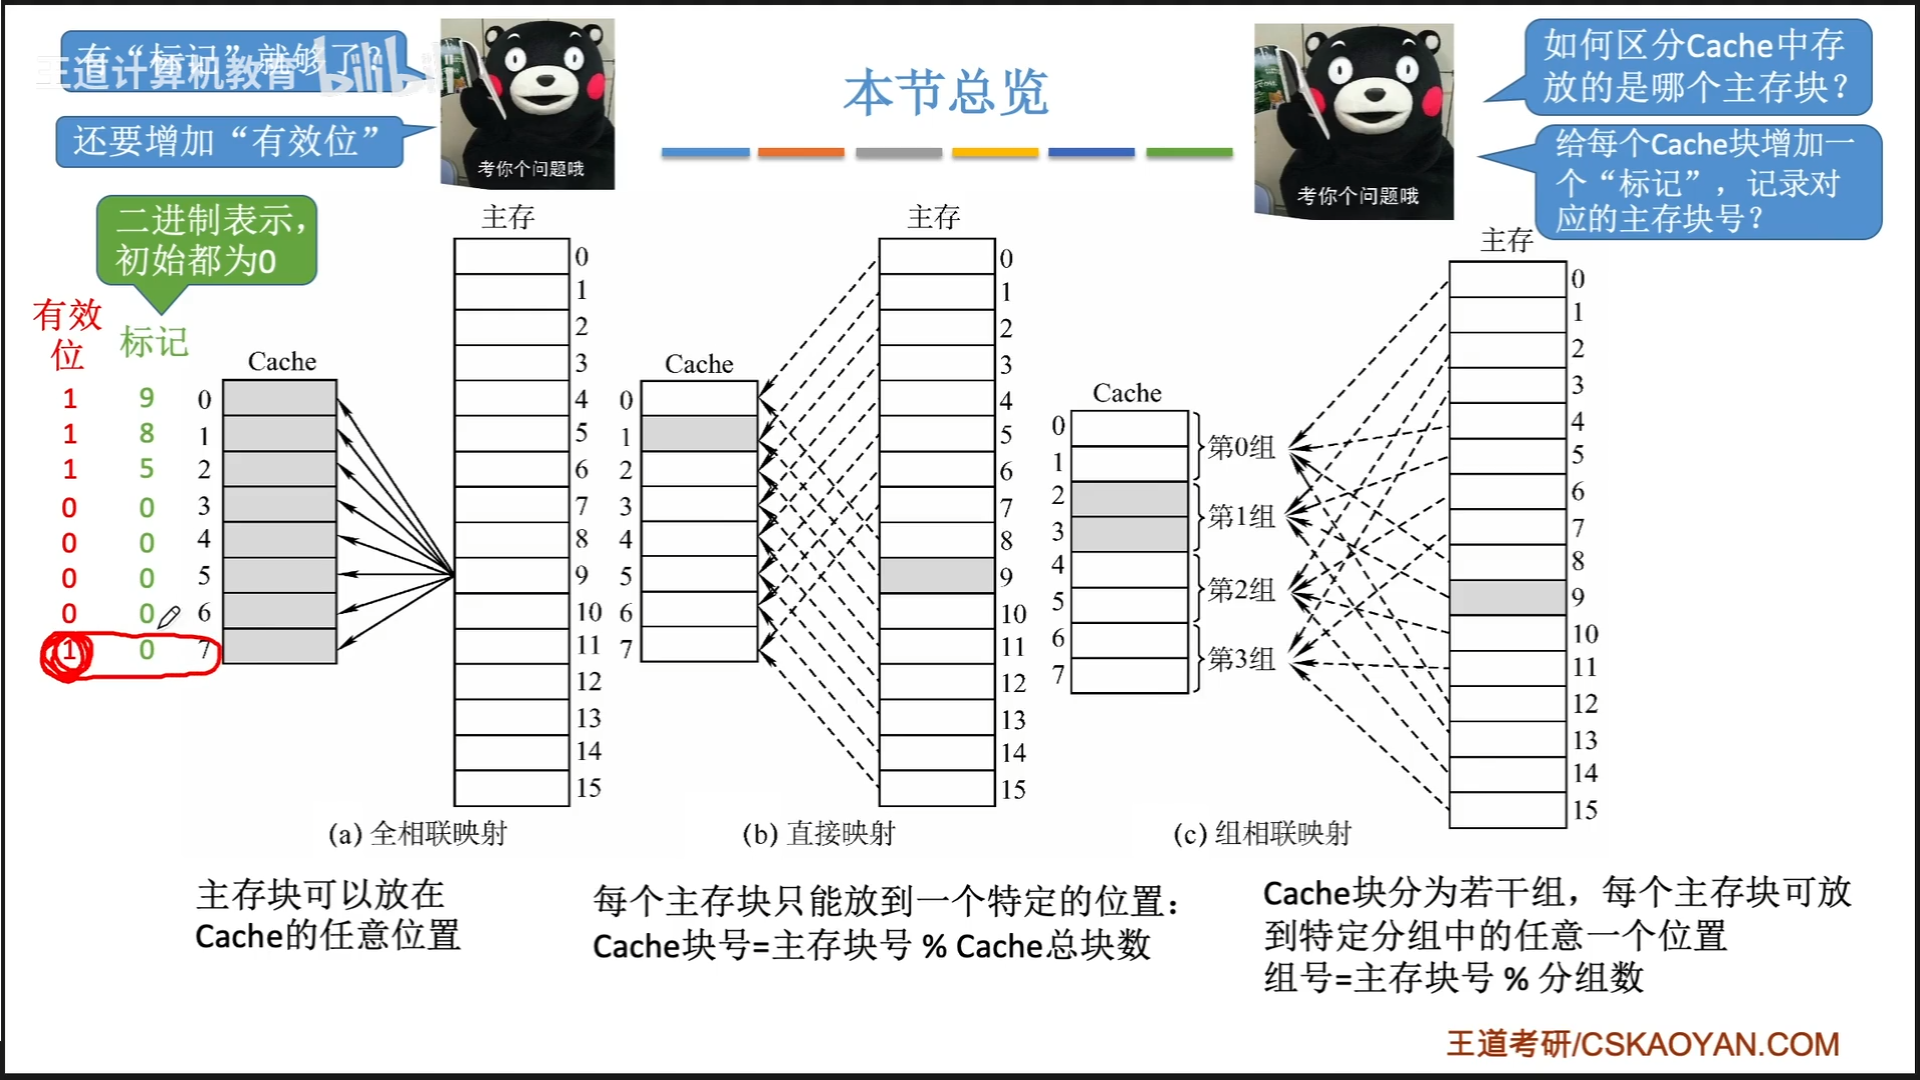 有“标记”就够了？
王道计算机教育 bilibili
还要增加“有效位”
考你个问题哦
本节总览
考你个问题哦
如何区分Cache中存
放的是哪个主存块？
给每个Cache块增加一
个“标记”，记录对
应的主存块号？
二进制表示，
初始都为0
有效
位
标记
Cache
主存
1 9 0
1 8 1
1 5 2
0 0 3
0 0 4
0 0 5
0 0 6
1 0 7
0
1
2
3
4
5
6
7
8
9
10
11
12
13
14
15
(a) 全相联映射
主存块可以放在
Cache的任意位置
Cache
主存
0
1
2
3
4
5
6
7
0
1
2
3
4
5
6
7
8
9
10
11
12
13
14
15
(b) 直接映射
每个主存块只能放到一个特定的位置：
Cache块号=主存块号 % Cache总块数
Cache
主存
0
1
2
3
4
5
6
7
第0组
第1组
第2组
第3组
0
1
2
3
4
5
6
7
8
9
10
11
12
13
14
15
(c) 组相联映射
Cache块分为若干组，每个主存块可放
到特定分组中的任意一个位置
组号=主存块号 % 分组数
王道考研/CSKAOYAN.COM